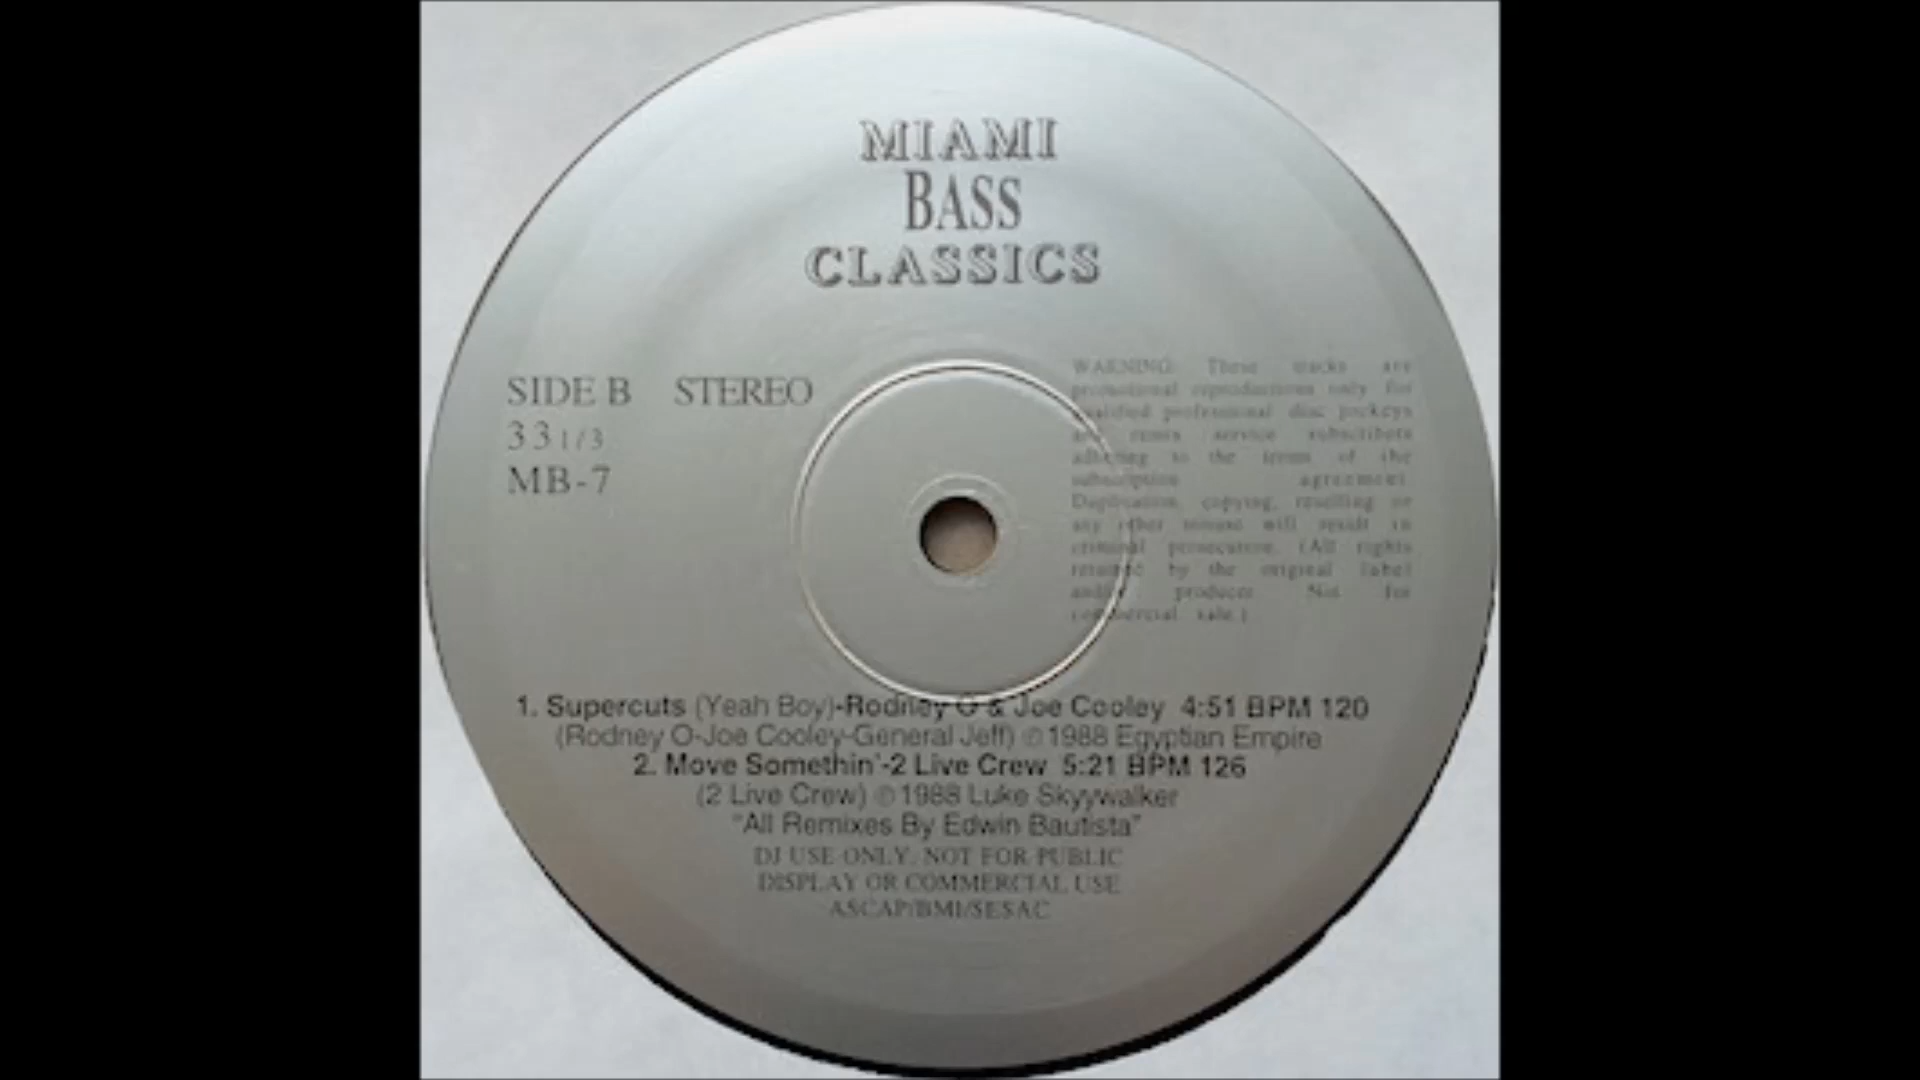 MIAMI
BASS
CLASSICS
SIDE B STEREO
33 1/3
MB-7
WARNING: These tracks are
promotional reproductions only for
qualified professional disc jockeys
and remix service subscribers
adhering to the terms of the
subscription agreement.
Duplication, copying, reselling or
any other misuse will result in
criminal prosecution. (All rights
retained by the original label
and/or producer. Not for
commercial sale.)
1. Supercuts (Yeah Boy)-Rodney O & Joe Cooley 4:51 BPM 120
(Rodney O-Joe Cooley-General Jeff) ℗1988 Egyptian Empire
2. Move Somethin'-2 Live Crew 5:21 BPM 126
(2 Live Crew) ℗1988 Luke Skyywalker
"All Remixes By Edwin Bautista"
DJ USE ONLY. NOT FOR PUBLIC
DISPLAY OR COMMERCIAL USE
ASCAP/BMI/SESAC